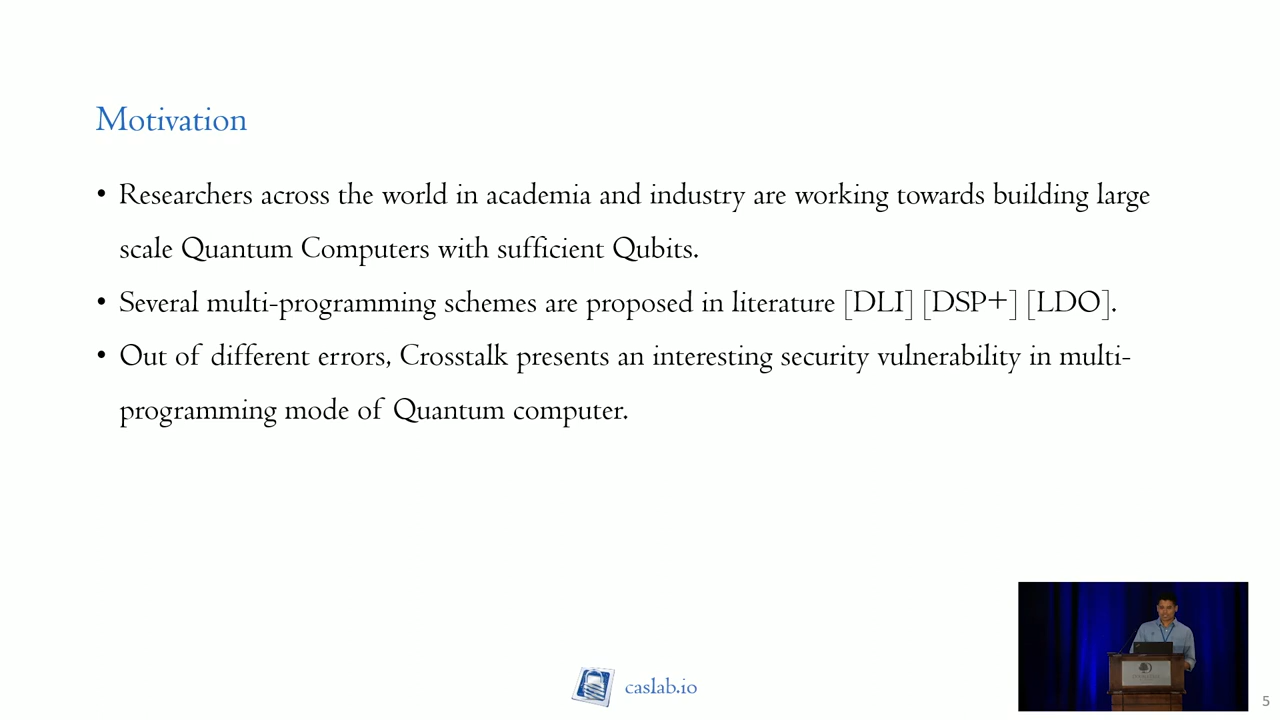 Motivation
• Researchers across the world in academia and industry are working towards building large
scale Quantum Computers with sufficient Qubits.
• Several multi-programming schemes are proposed in literature [DLI] [DSP+] [LDO].
• Out of different errors, Crosstalk presents an interesting security vulnerability in multi-
programming mode of Quantum computer.
caslab.io
5